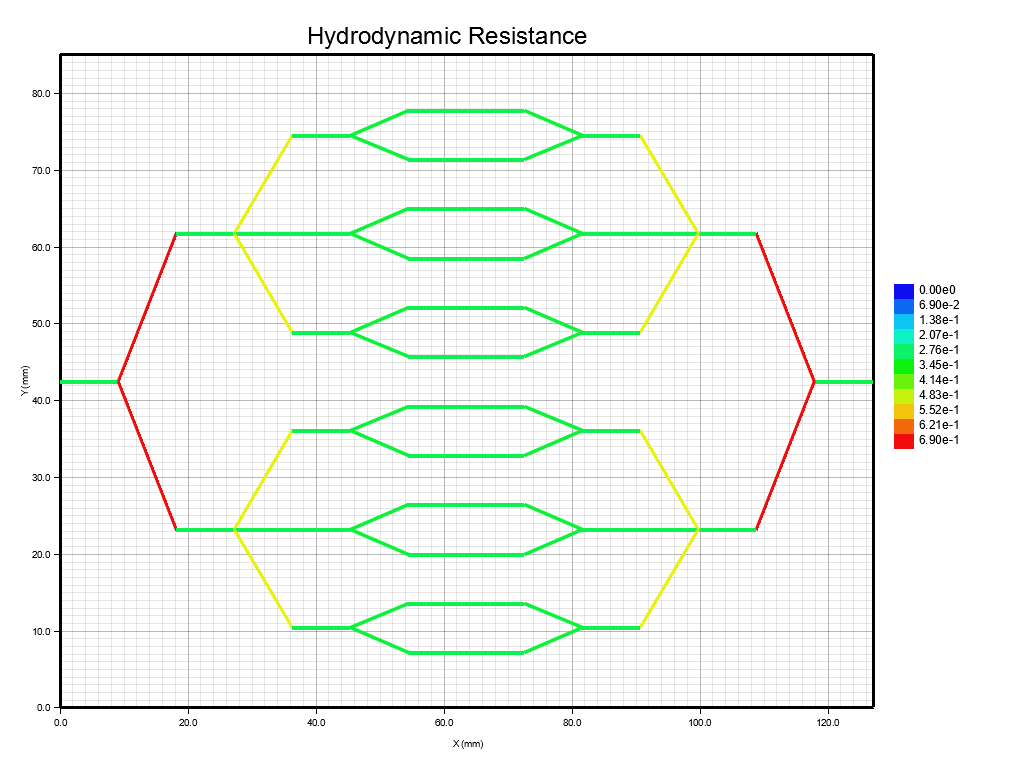 Hydrodynamic Resistance
80.0
70.0
60.0
50.0
40.0
30.0
20.0
10.0
0.0
Y (mm)
0.0 20.0 40.0 60.0 80.0 100.0 120.0
X (mm)
0.00e0
6.90e-2
1.38e-1
2.07e-1
2.76e-1
3.45e-1
4.14e-1
4.83e-1
5.52e-1
6.21e-1
6.90e-1